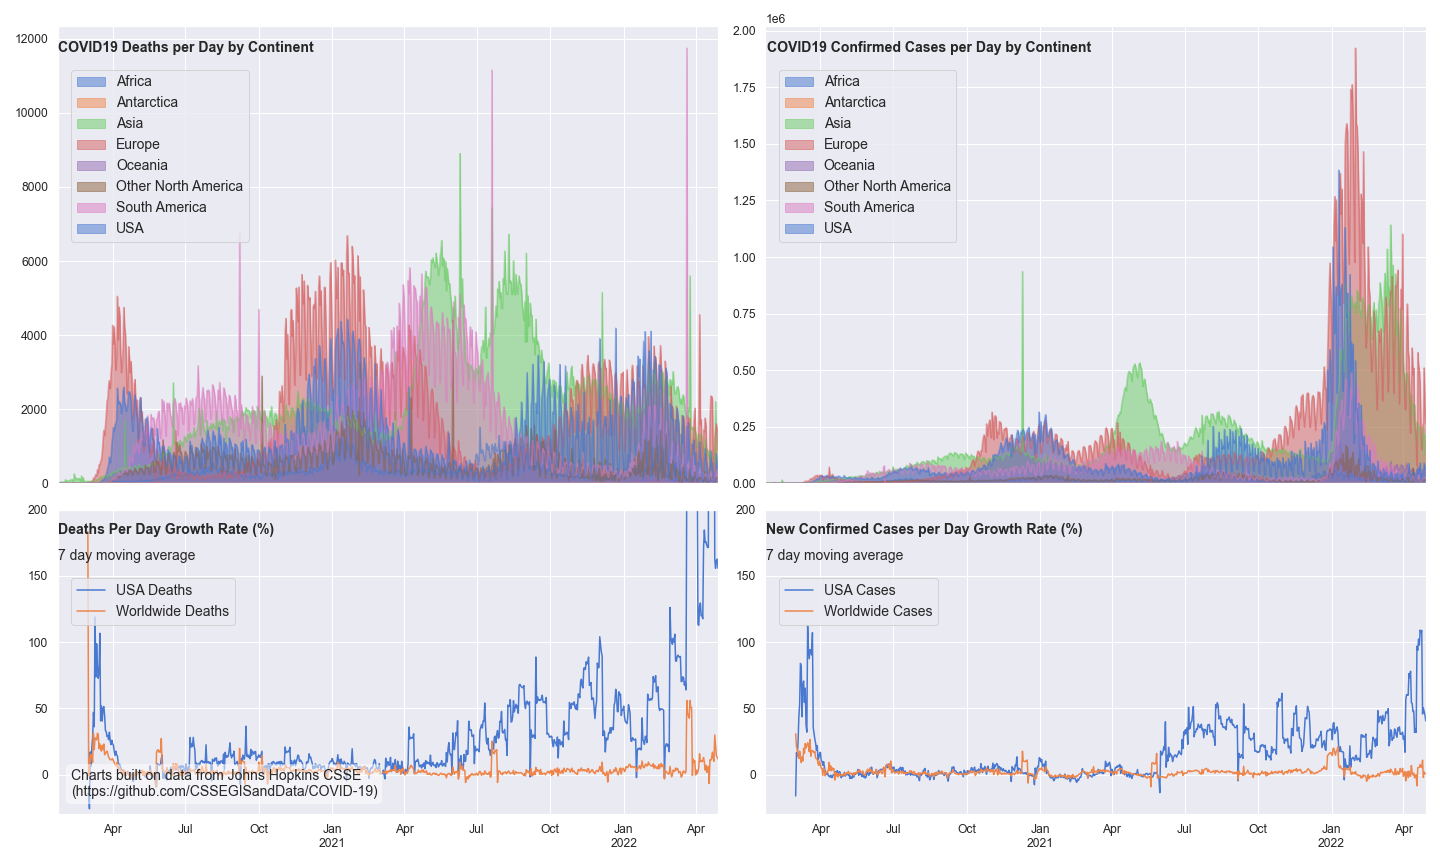 COVID19 Deaths per Day by Continent
12000
10000
8000
6000
4000
2000
0
Africa
Antarctica
Asia
Europe
Oceania
Other North America
South America
USA
1e6
COVID19 Confirmed Cases per Day by Continent
2.00
1.75
1.50
1.25
1.00
0.75
0.50
0.25
0.00
Africa
Antarctica
Asia
Europe
Oceania
Other North America
South America
USA
Deaths Per Day Growth Rate (%)
7 day moving average
200
150
100
50
0
USA Deaths
Worldwide Deaths
Charts built on data from Johns Hopkins CSSE
(https://github.com/CSSEGISandData/COVID-19)
Apr Jul Oct Jan Apr Jul Oct Jan Apr
2021 2022
New Confirmed Cases per Day Growth Rate (%)
7 day moving average
200
150
100
50
0
USA Cases
Worldwide Cases
Apr Jul Oct Jan Apr Jul Oct Jan Apr
2021 2022